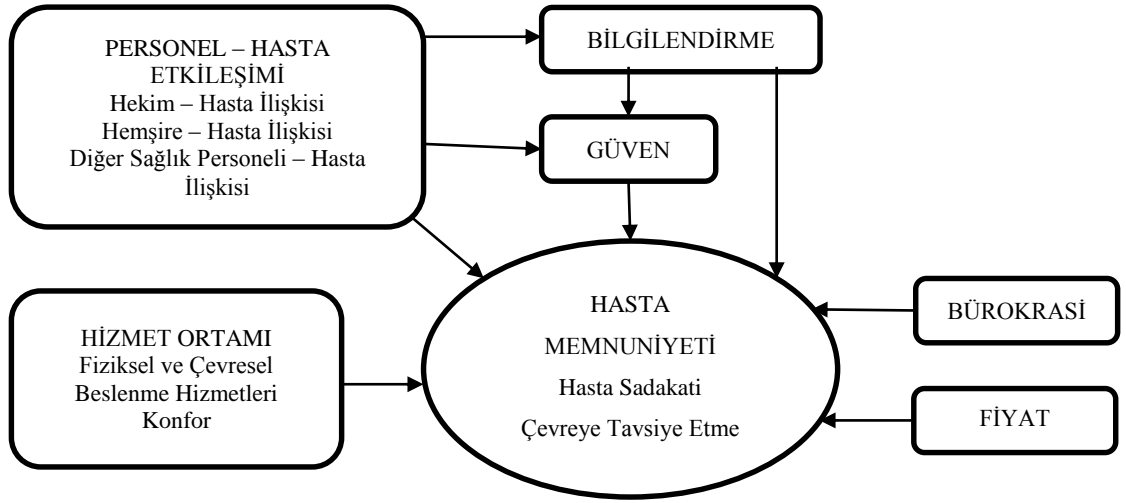 PERSONEL – HASTA
ETKİLEŞİMİ
Hekim – Hasta İlişkisi
Hemşire – Hasta İlişkisi
Diğer Sağlık Personeli – Hasta
İlişkisi
BİLGİLENDİRME
GÜVEN
HİZMET ORTAMI
Fiziksel ve Çevresel
Beslenme Hizmetleri
Konfor
HASTA
MEMNUNİYETİ
Hasta Sadakati
Çevreye Tavsiye Etme
BÜROKRASİ
FİYAT